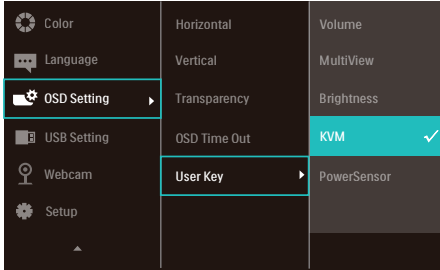 Color
Language
OSD Setting
USB Setting
Webcam
Setup
Horizontal
Vertical
Transparency
OSD Time Out
User Key
Volume
MultiView
Brightness
KVM
PowerSensor